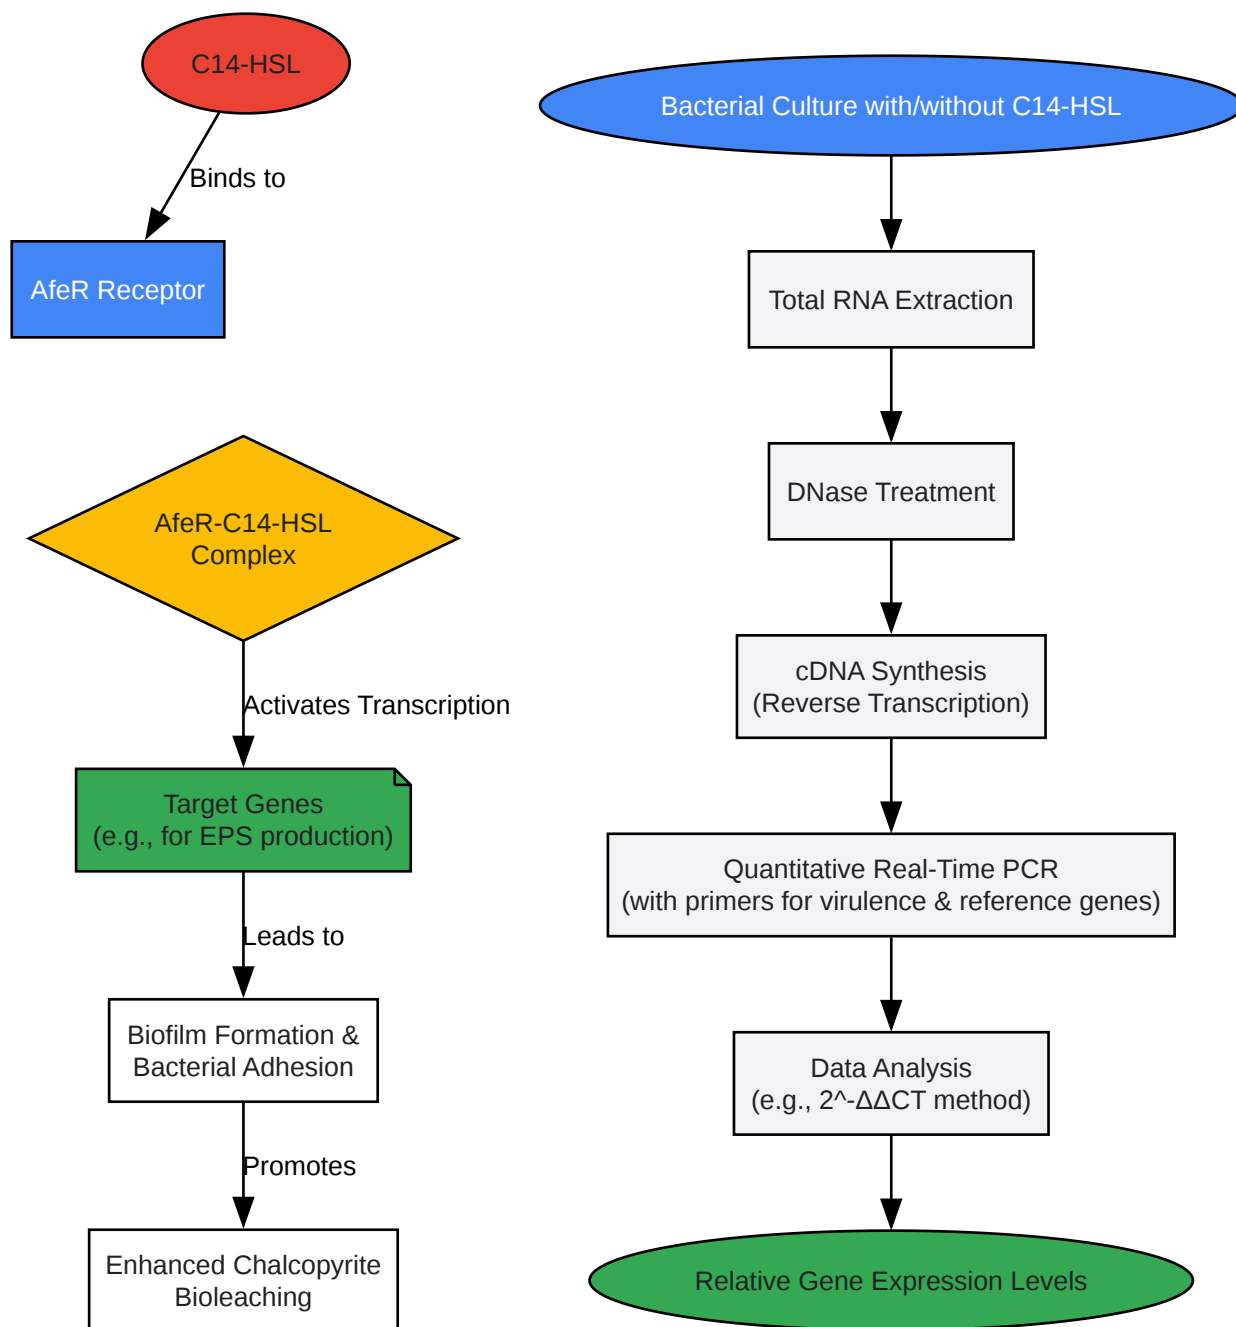 C14-HSL
Binds to
AfeR Receptor
AfeR-C14-HSL
Complex
Activates Transcription
Target Genes
(e.g., for EPS production)
Leads to
Biofilm Formation &
Bacterial Adhesion
Promotes
Enhanced Chalcopyrite
Bioleaching
Bacterial Culture with/without C14-HSL
Total RNA Extraction
DNase Treatment
cDNA Synthesis
(Reverse Transcription)
Quantitative Real-Time PCR
(with primers for virulence & reference genes)
Data Analysis
(e.g., 2^-ΔΔCT method)
Relative Gene Expression Levels